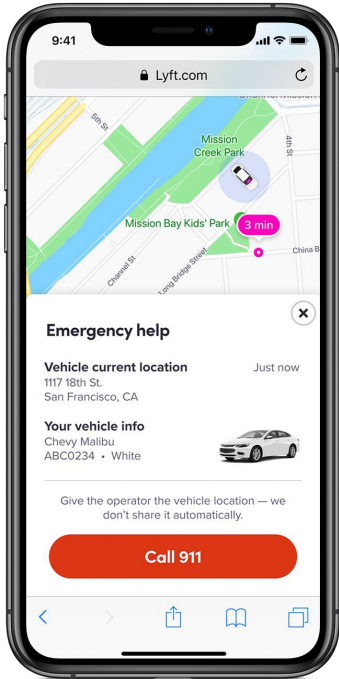 9:41
Lyft.com
5th St
Mission
Creek Park
4th St
Mission Bay Kids' Park
3 min
China B
Channel St
Long Bridge Street
Emergency help
Vehicle current location
Just now
1117 18th St.
San Francisco, CA
Your vehicle info
Chevy Malibu
ABC0234 • White
Give the operator the vehicle location — we
don't share it automatically.
Call 911